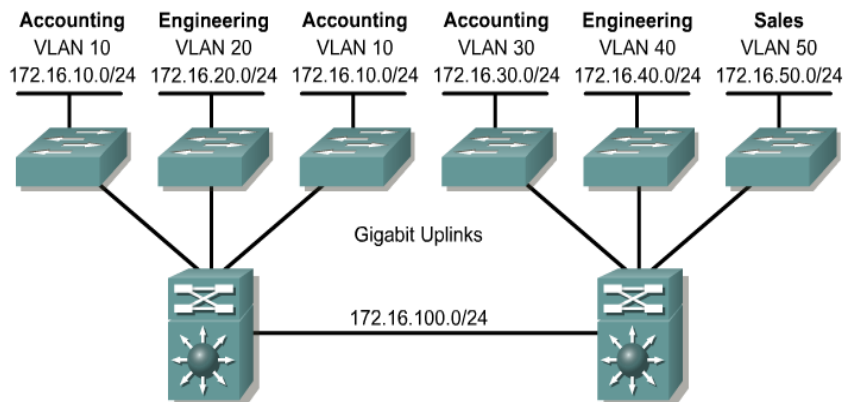 Accounting
VLAN 10
172.16.10.0/24
Engineering
VLAN 20
172.16.20.0/24
Accounting
VLAN 10
172.16.10.0/24
Accounting
VLAN 30
172.16.30.0/24
Engineering
VLAN 40
172.16.40.0/24
Sales
VLAN 50
172.16.50.0/24
Gigabit Uplinks
172.16.100.0/24